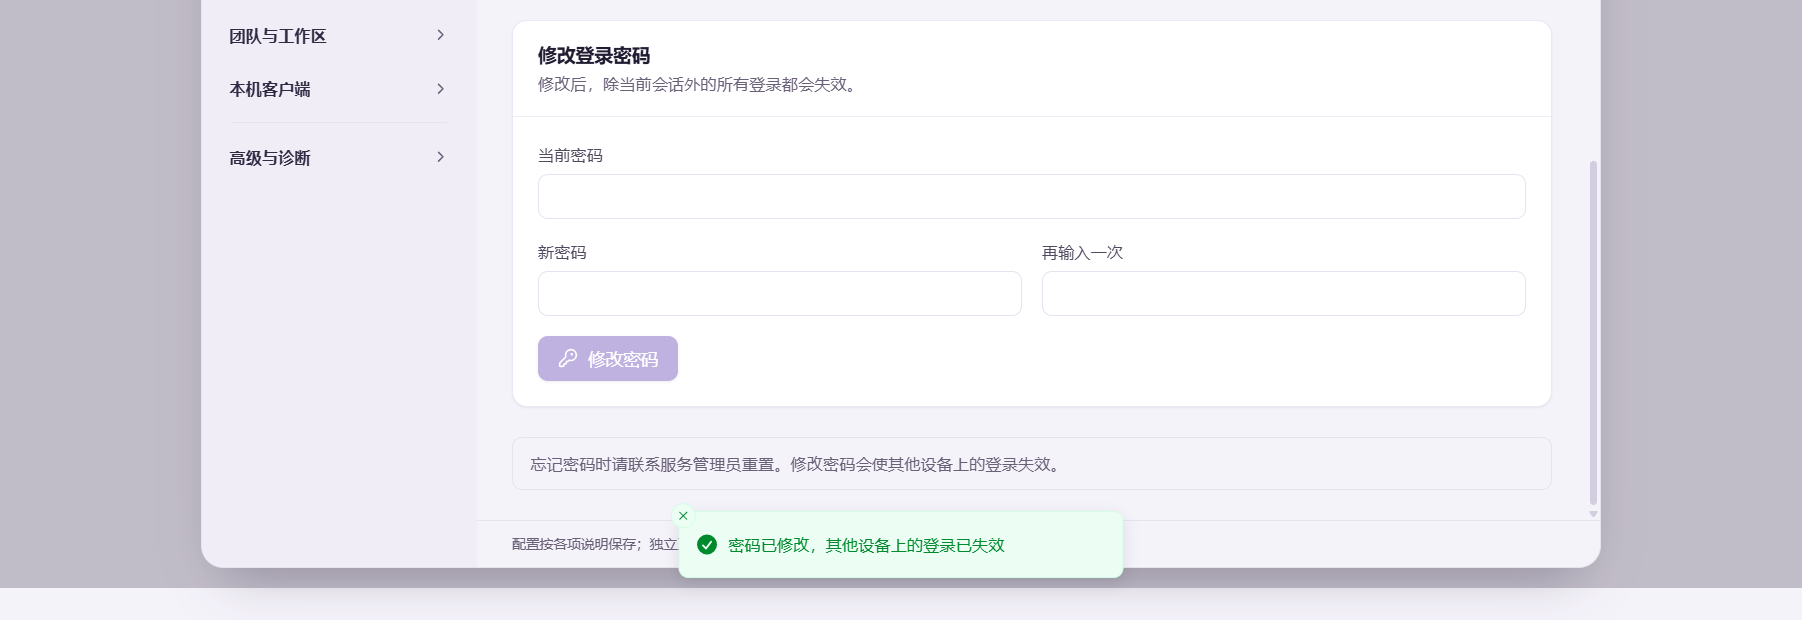 团队与工作区
本机客户端
高级与诊断
修改登录密码
修改后，除当前会话外的所有登录都会失效。
当前密码
新密码
再输入一次
修改密码
忘记密码时请联系服务管理员重置。修改密码会使其他设备上的登录失效。
配置按各项说明保存；独立
密码已修改，其他设备上的登录已失效